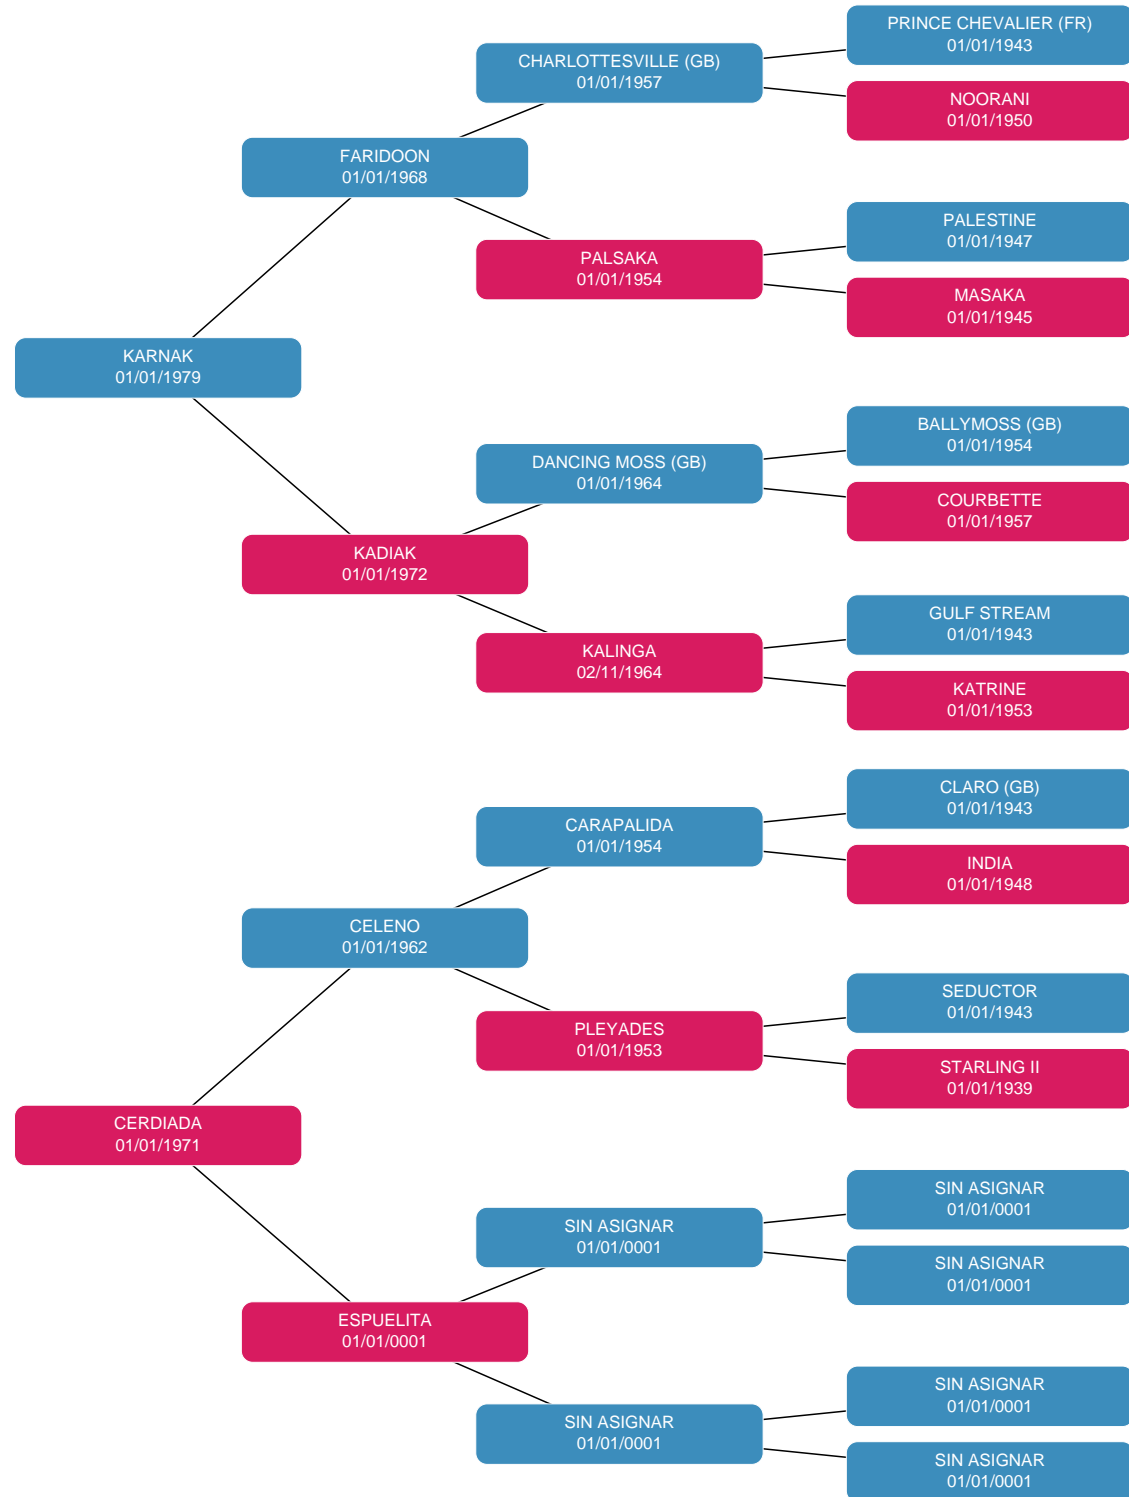 PRINCE CHEVALIER (FR)
01/01/1943
CHARLOTTESVILLE (GB)
01/01/1957
NOORANI
01/01/1950
FARIDOON
01/01/1968
PALESTINE
01/01/1947
PALSAKA
01/01/1954
MASAKA
01/01/1945
KARNAK
01/01/1979
BALLYMOSS (GB)
01/01/1954
DANCING MOSS (GB)
01/01/1964
COURBETTE
01/01/1957
KADIAK
01/01/1972
GULF STREAM
01/01/1943
KALINGA
02/11/1964
KATRINE
01/01/1953
CLARO (GB)
01/01/1943
CARAPALIDA
01/01/1954
INDIA
01/01/1948
CELENO
01/01/1962
SEDUCTOR
01/01/1943
PLEYADES
01/01/1953
STARLING II
01/01/1939
CERDIADA
01/01/1971
SIN ASIGNAR
01/01/0001
SIN ASIGNAR
01/01/0001
SIN ASIGNAR
01/01/0001
ESPUELITA
01/01/0001
SIN ASIGNAR
01/01/0001
SIN ASIGNAR
01/01/0001
SIN ASIGNAR
01/01/0001